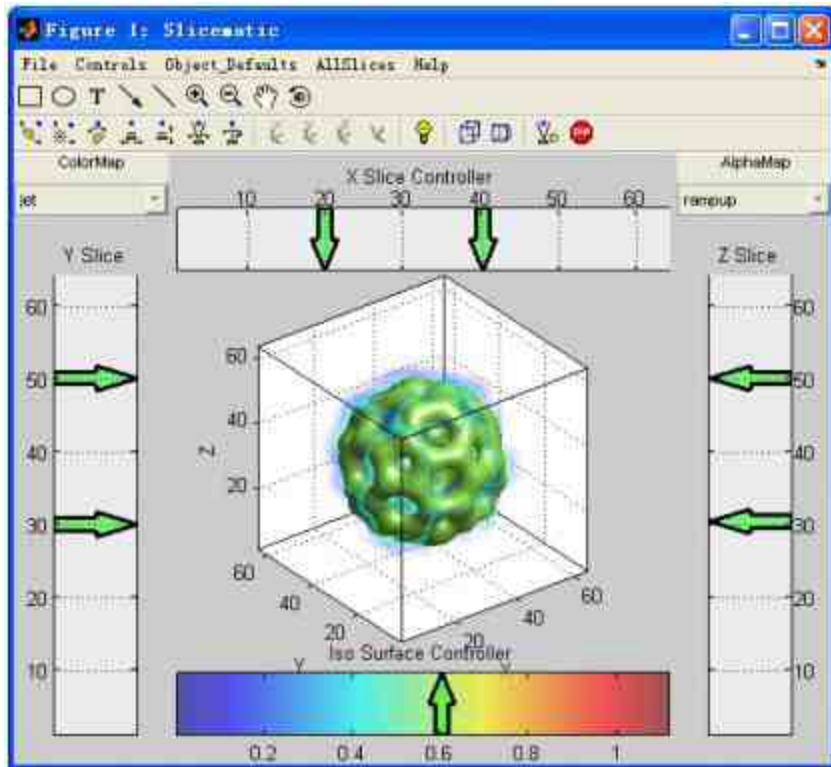 Figure 1: Slicematic
File Controls Object_Defaults AllSlices Help
T
ColorMap
X Slice Controller
AlphaMap
jet
10 20 30 40 50 60
rampup
Y Slice
Z Slice
60
50
40
30
20
10
60
50
40
30
20
10
Z
60
40
20
60
40
20
20
40
60
Iso Surface Controller
Y
0.2 0.4 0.6 0.8 1